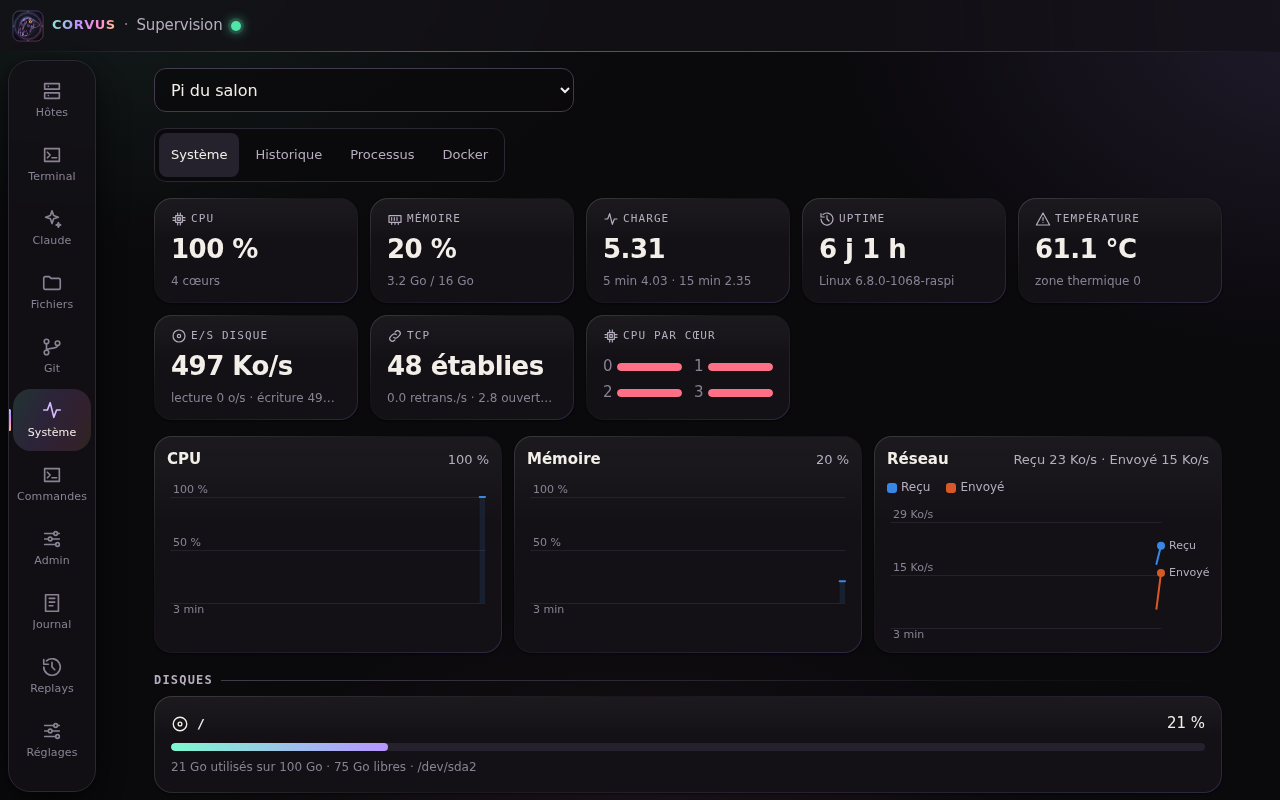 CORVUS · Supervision
Hôtes
Terminal
Claude
Fichiers
Git
Système
Commandes
Admin
Journal
Replays
Réglages
Pi du salon
Système Historique Processus Docker
CPU
100 %
4 cœurs
MÉMOIRE
20 %
3.2 Go / 16 Go
CHARGE
5.31
5 min 4.03 · 15 min 2.35
UPTIME
6 j 1 h
Linux 6.8.0-1068-raspi
TEMPÉRATURE
61.1 °C
zone thermique 0
E/S DISQUE
497 Ko/s
lecture 0 o/s · écriture 49…
TCP
48 établies
0.0 retrans./s · 2.8 ouvert…
CPU PAR CŒUR
0 1
2 3
CPU 100 %
100 %
50 %
3 min
Mémoire 20 %
100 %
50 %
3 min
Réseau Reçu 23 Ko/s · Envoyé 15 Ko/s
Reçu Envoyé
29 Ko/s
Reçu
15 Ko/s
Envoyé
3 min
DISQUES
/ 21 %
21 Go utilisés sur 100 Go · 75 Go libres · /dev/sda2